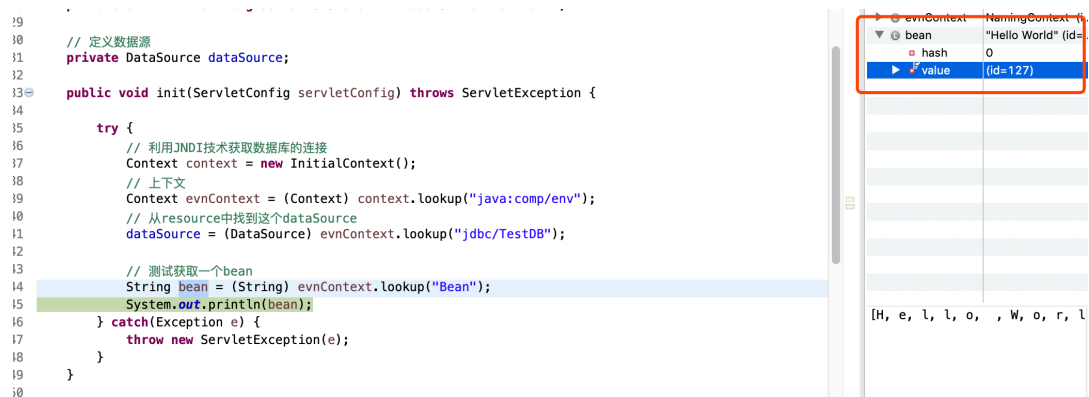 29
30 // 定义数据源
31 private DataSource dataSource;
32
33 public void init(ServletConfig servletConfig) throws ServletException {
34
35 try {
36 // 利用JNDI技术获取数据库的连接
37 Context context = new InitialContext();
38 // 上下文
39 Context evnContext = (Context) context.lookup("java:comp/env");
40 // 从resource中找到这个dataSource
41 dataSource = (DataSource) evnContext.lookup("jdbc/TestDB");
42
43 // 测试获取一个bean
44 String bean = (String) evnContext.lookup("Bean");
45 System.out.println(bean);
46 } catch(Exception e) {
47 throw new ServletException(e);
48 }
49 }
50
evnContext NamingContext (i
bean "Hello World" (id=
hash 0
value (id=127)
[H, e, l, l, o,  , W, o, r, l